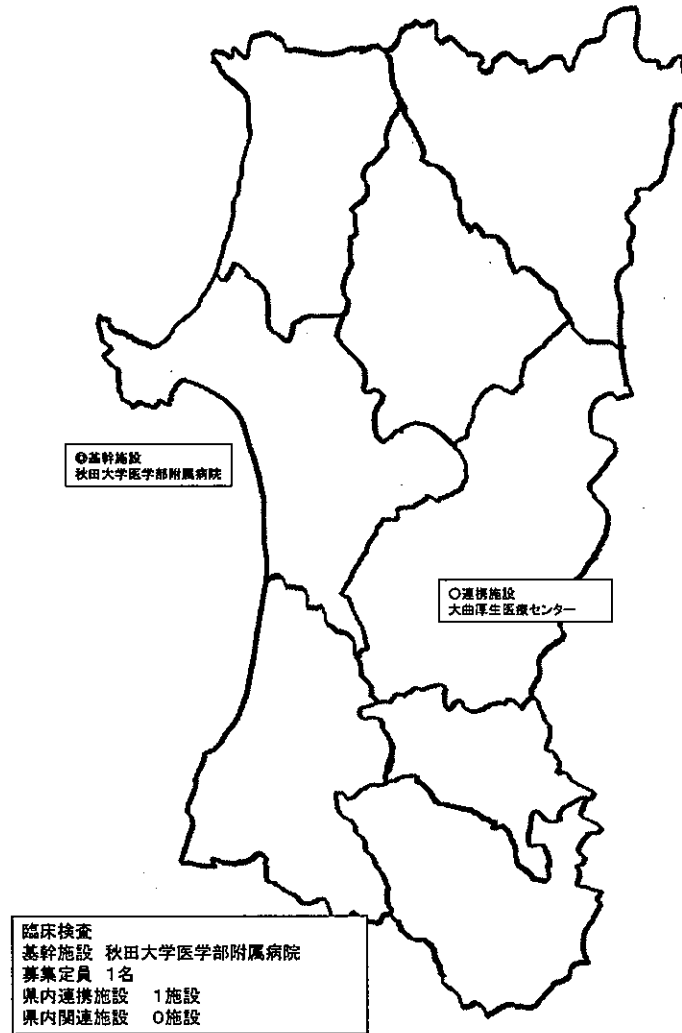 ◎基幹施設
秋田大学医学部附属病院
○連携施設
大曲厚生医療センター
臨床検査
基幹施設 秋田大学医学部附属病院
募集定員 1名
県内連携施設 1施設
県内関連施設 0施設